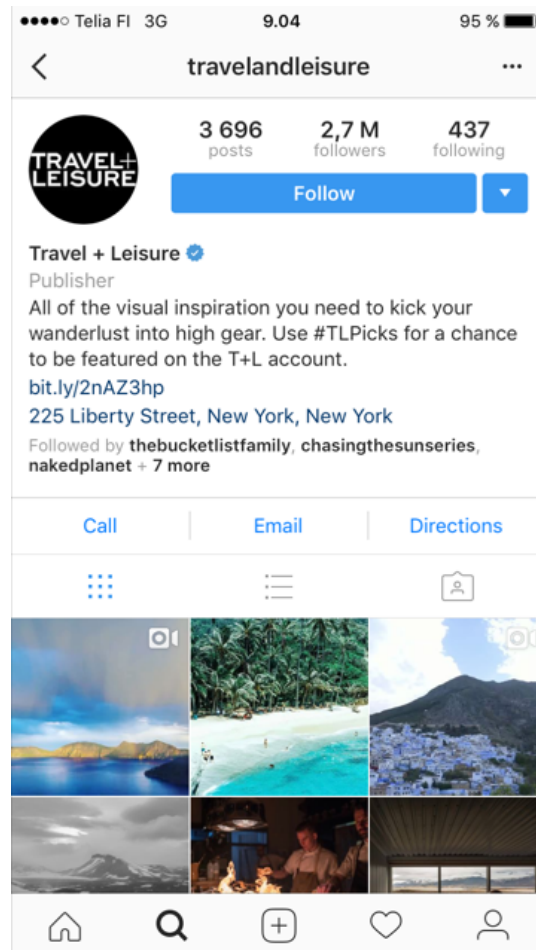 Telia FI 3G 9.04 95 %
travelandleisure
TRAVEL+
LEISURE
3 696 2,7 M 437
posts followers following
Follow
Travel + Leisure
Publisher
All of the visual inspiration you need to kick your
wanderlust into high gear. Use #TLPicks for a chance
to be featured on the T+L account.
bit.ly/2nAZ3hp
225 Liberty Street, New York, New York
Followed by thebucketlistfamily, chasingthesunseries,
nakedplanet + 7 more
Call Email Directions